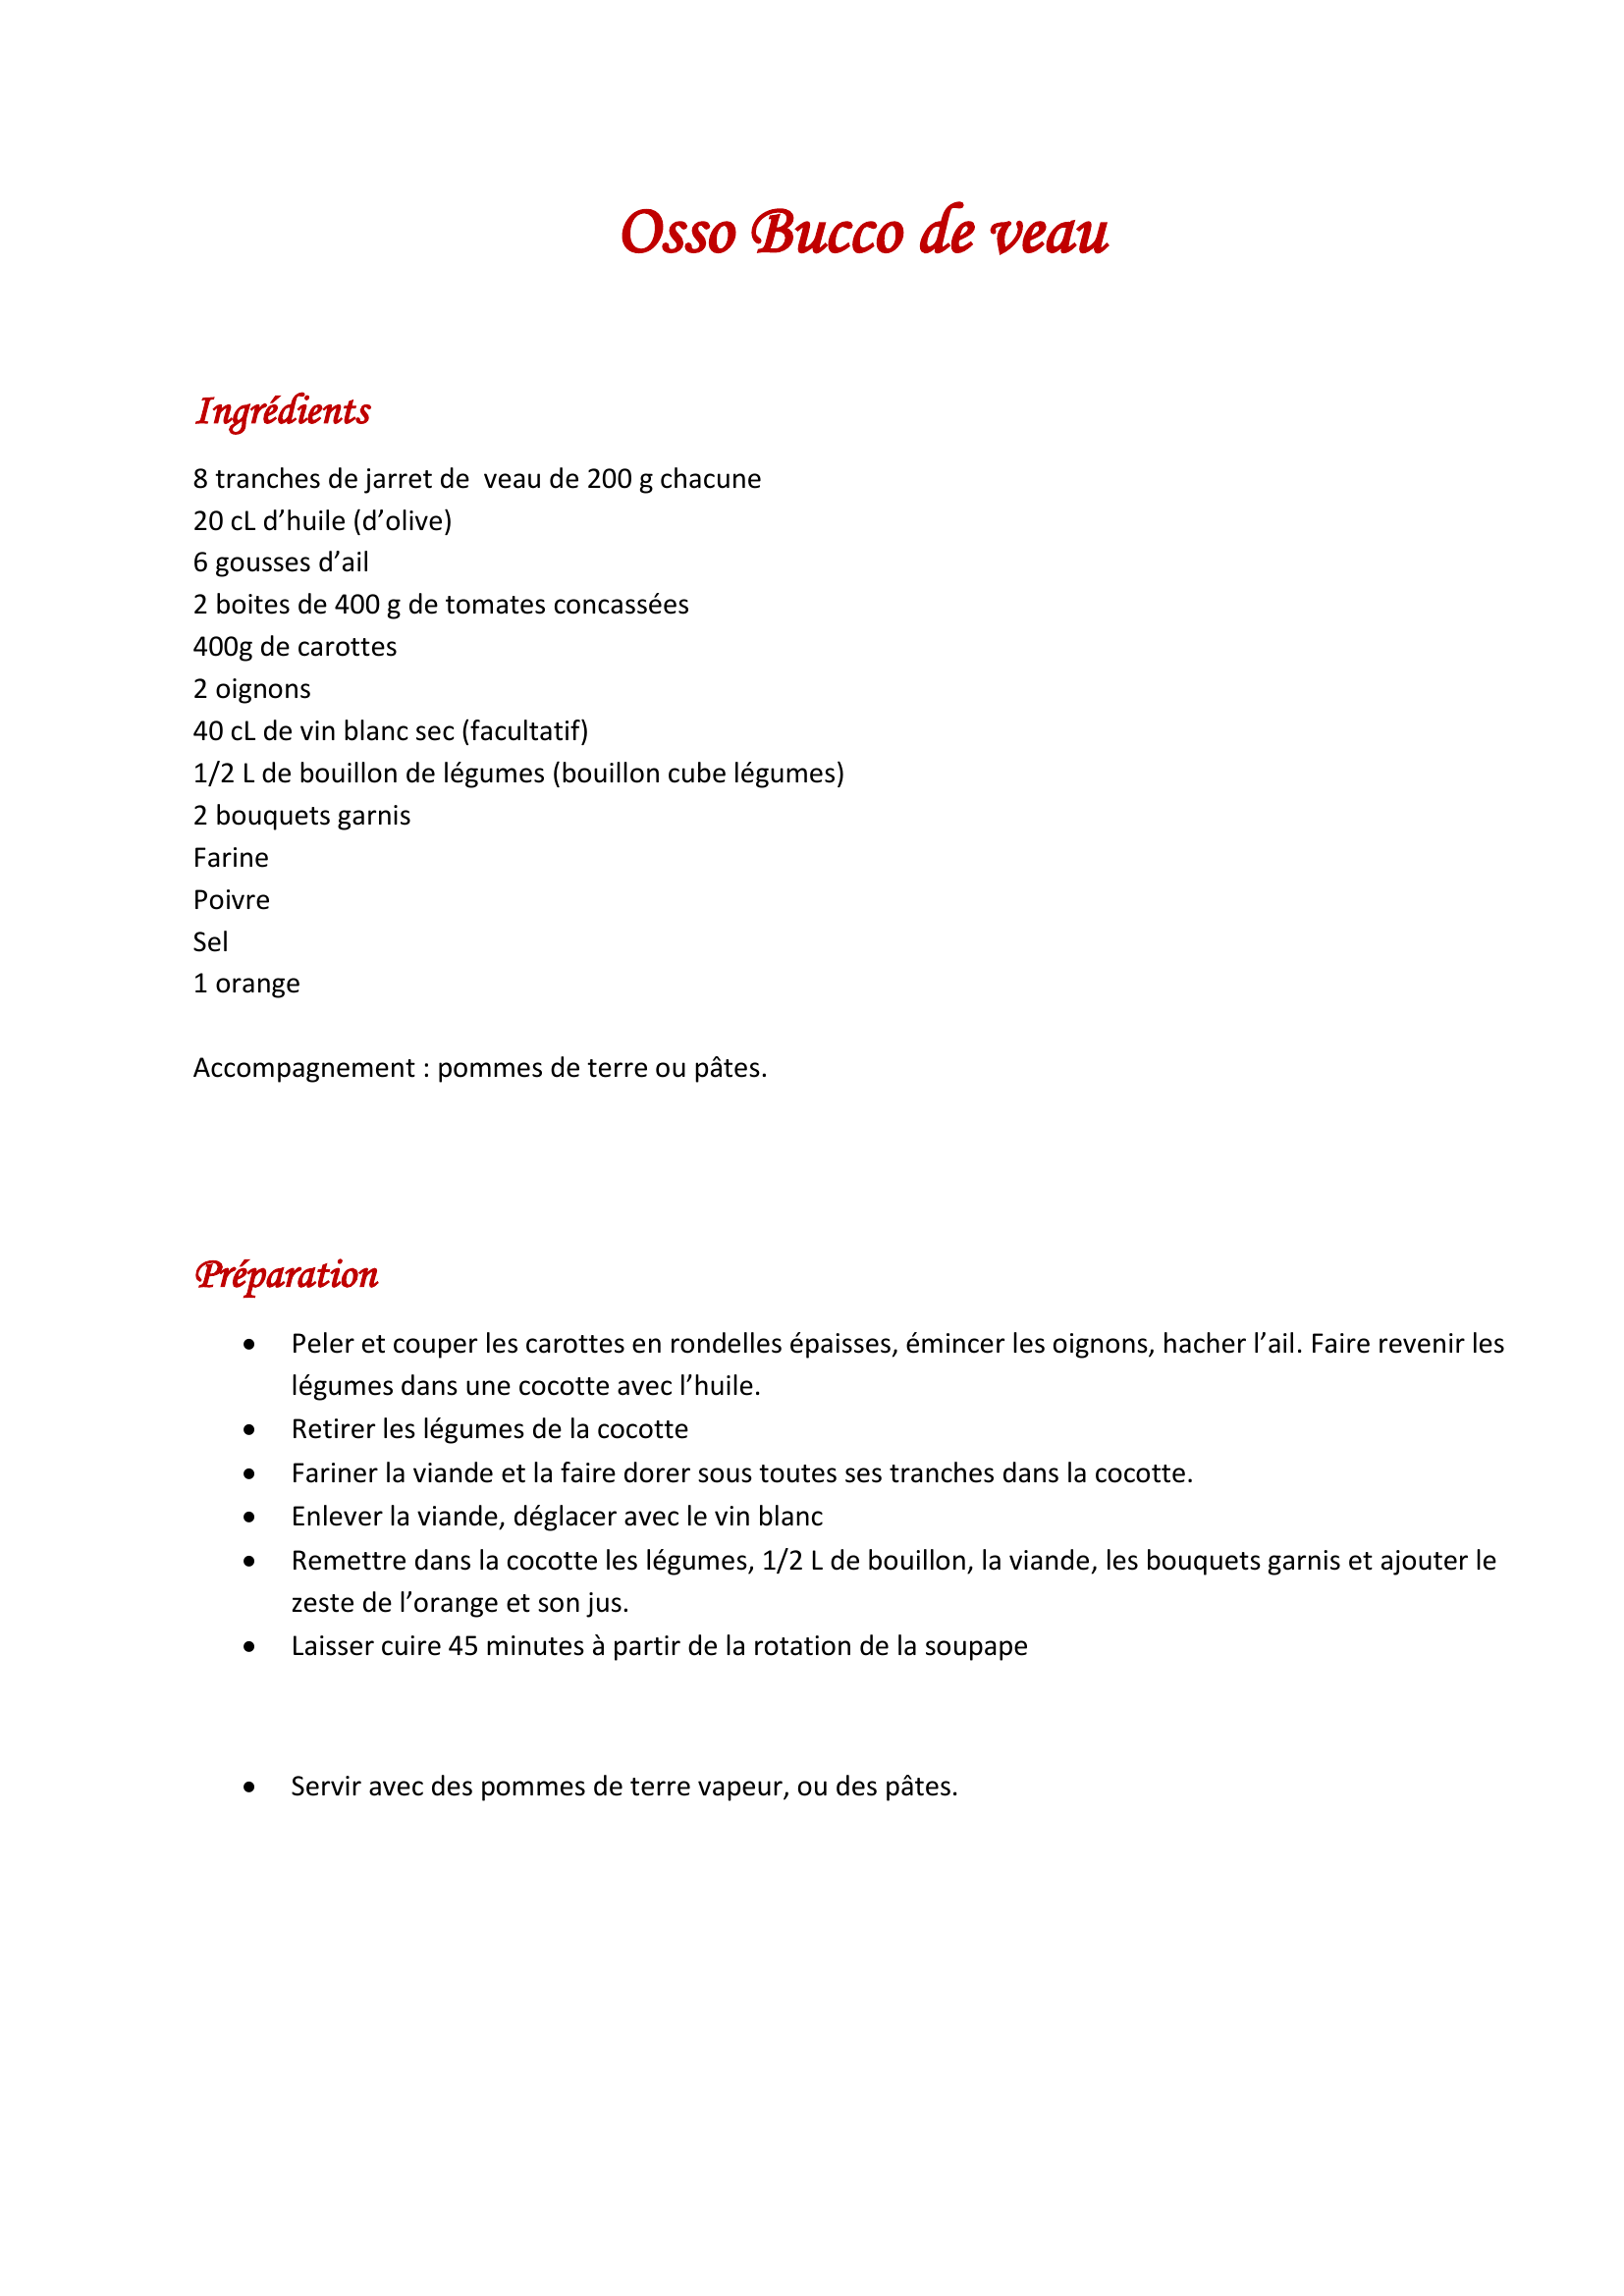 Osso Bucco de veau
Ingrédients
8 tranches de jarret de  veau de 200 g chacune
20 cL d’huile (d’olive)
6 gousses d’ail
2 boites de 400 g de tomates concassées
400g de carottes
2 oignons
40 cL de vin blanc sec (facultatif)
1/2 L de bouillon de légumes (bouillon cube légumes)
2 bouquets garnis
Farine
Poivre
Sel
1 orange
Accompagnement : pommes de terre ou pâtes.
Préparation
• Peler et couper les carottes en rondelles épaisses, émincer les oignons, hacher l’ail. Faire revenir les
légumes dans une cocotte avec l’huile.
• Retirer les légumes de la cocotte
• Fariner la viande et la faire dorer sous toutes ses tranches dans la cocotte.
• Enlever la viande, déglacer avec le vin blanc
• Remettre dans la cocotte les légumes, 1/2 L de bouillon, la viande, les bouquets garnis et ajouter le
zeste de l’orange et son jus.
• Laisser cuire 45 minutes à partir de la rotation de la soupape
• Servir avec des pommes de terre vapeur, ou des pâtes.